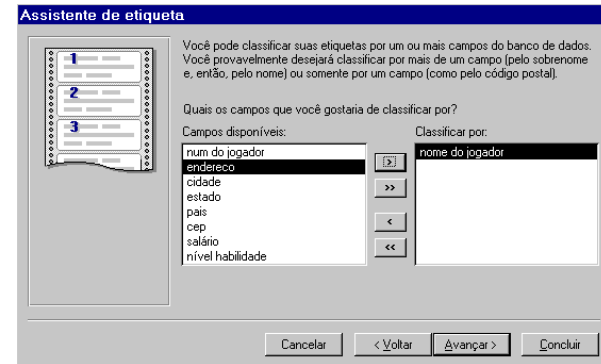 Assistente de etiqueta
Você pode classificar suas etiquetas por um ou mais campos do banco de dados.
Você provavelmente desejará classificar por mais de um campo (pelo sobrenome
e, então, pelo nome) ou somente por um campo (como pelo código postal).
Quais os campos que você gostaria de classificar por?
Campos disponíveis:
Classificar por:
num do jogador
endereco
cidade
estado
pais
cep
salário
nível habilidade
>
>>
<
<<
nome do jogador
1
2
3
Cancelar
< Voltar
Avançar >
Concluir